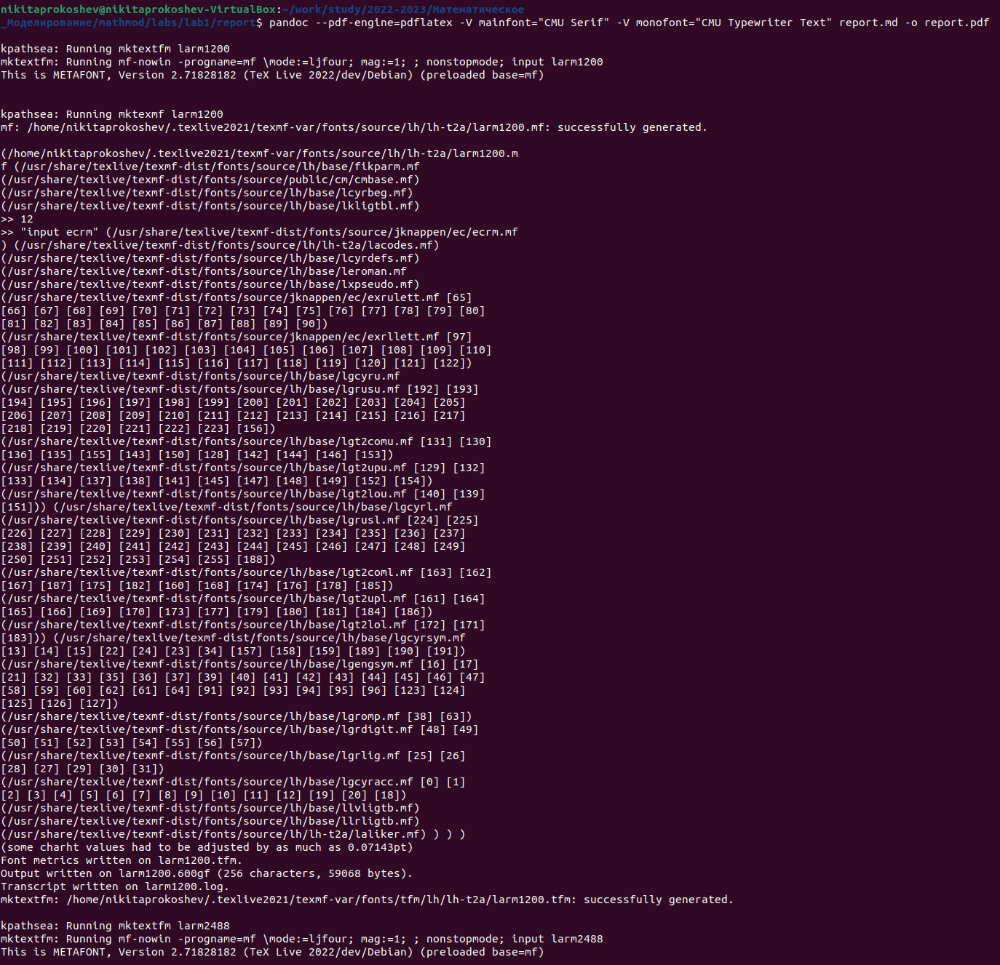 nikitaprokoshev@nikitaprokoshev-VirtualBox:~/work/study/2022-2023/Математическое
_Моделирование/mathmod/labs/lab1/report$ pandoc --pdf-engine=pdflatex -V mainfont="CMU Serif" -V monofont="CMU Typewriter Text" report.md -o report.pdf
kpathsea: Running mktextfm larm1200
mktextfm: Running mf-nowin -progname=mf \mode:=ljfour; mag:=1; ; nonstopmode; input larm1200
This is METAFONT, Version 2.71828182 (TeX Live 2022/dev/Debian) (preloaded base=mf)
kpathsea: Running mktexmf larm1200
mf: /home/nikitaprokoshev/.texlive2021/texmf-var/fonts/source/lh/lh-t2a/larm1200.mf: successfully generated.
(/home/nikitaprokoshev/.texlive2021/texmf-var/fonts/source/lh/lh-t2a/larm1200.m
f (/usr/share/texlive/texmf-dist/fonts/source/lh/base/fikparm.mf
(/usr/share/texlive/texmf-dist/fonts/source/public/cm/cmbase.mf)
(/usr/share/texlive/texmf-dist/fonts/source/lh/base/lcyrbeg.mf)
(/usr/share/texlive/texmf-dist/fonts/source/lh/base/lkligtbl.mf)
>> 12
>> "input ecrm" (/usr/share/texlive/texmf-dist/fonts/source/jknappen/ec/ecrm.mf
) (/usr/share/texlive/texmf-dist/fonts/source/lh/lh-t2a/lacodes.mf)
(/usr/share/texlive/texmf-dist/fonts/source/lh/base/lcyrdefs.mf)
(/usr/share/texlive/texmf-dist/fonts/source/lh/base/leroman.mf
(/usr/share/texlive/texmf-dist/fonts/source/lh/base/lxpseudo.mf)
(/usr/share/texlive/texmf-dist/fonts/source/jknappen/ec/exrulett.mf [65]
[66] [67] [68] [69] [70] [71] [72] [73] [74] [75] [76] [77] [78] [79] [80]
[81] [82] [83] [84] [85] [86] [87] [88] [89] [90])
(/usr/share/texlive/texmf-dist/fonts/source/jknappen/ec/exrllett.mf [97]
[98] [99] [100] [101] [102] [103] [104] [105] [106] [107] [108] [109] [110]
[111] [112] [113] [114] [115] [116] [117] [118] [119] [120] [121] [122])
(/usr/share/texlive/texmf-dist/fonts/source/lh/base/lgcyru.mf
(/usr/share/texlive/texmf-dist/fonts/source/lh/base/lgrusu.mf [192] [193]
[194] [195] [196] [197] [198] [199] [200] [201] [202] [203] [204] [205]
[206] [207] [208] [209] [210] [211] [212] [213] [214] [215] [216] [217]
[218] [219] [220] [221] [222] [223] [156])
(/usr/share/texlive/texmf-dist/fonts/source/lh/base/lgt2comu.mf [131] [130]
[136] [135] [155] [143] [150] [128] [142] [144] [146] [153])
(/usr/share/texlive/texmf-dist/fonts/source/lh/base/lgt2upu.mf [129] [132]
[133] [134] [137] [138] [141] [145] [147] [148] [149] [152] [154])
(/usr/share/texlive/texmf-dist/fonts/source/lh/base/lgt2lou.mf [140] [139]
[151])) (/usr/share/texlive/texmf-dist/fonts/source/lh/base/lgcyrl.mf
(/usr/share/texlive/texmf-dist/fonts/source/lh/base/lgrusl.mf [224] [225]
[226] [227] [228] [229] [230] [231] [232] [233] [234] [235] [236] [237]
[238] [239] [240] [241] [242] [243] [244] [245] [246] [247] [248] [249]
[250] [251] [252] [253] [254] [255] [188])
(/usr/share/texlive/texmf-dist/fonts/source/lh/base/lgt2coml.mf [163] [162]
[167] [187] [175] [182] [160] [168] [174] [176] [178] [185])
(/usr/share/texlive/texmf-dist/fonts/source/lh/base/lgt2upl.mf [161] [164]
[165] [166] [169] [170] [173] [177] [179] [180] [181] [184] [186])
(/usr/share/texlive/texmf-dist/fonts/source/lh/base/lgt2lol.mf [172] [171]
[183])) (/usr/share/texlive/texmf-dist/fonts/source/lh/base/lgcyrsym.mf
[13] [14] [15] [22] [24] [23] [34] [157] [158] [159] [189] [190] [191])
(/usr/share/texlive/texmf-dist/fonts/source/lh/base/lgengsym.mf [16] [17]
[21] [32] [33] [35] [36] [37] [39] [40] [41] [42] [43] [44] [45] [46] [47]
[58] [59] [60] [62] [61] [64] [91] [92] [93] [94] [95] [96] [123] [124]
[125] [126] [127])
(/usr/share/texlive/texmf-dist/fonts/source/lh/base/lgromp.mf [38] [63])
(/usr/share/texlive/texmf-dist/fonts/source/lh/base/lgrdigit.mf [48] [49]
[50] [51] [52] [53] [54] [55] [56] [57])
(/usr/share/texlive/texmf-dist/fonts/source/lh/base/lgrlig.mf [25] [26]
[28] [27] [29] [30] [31])
(/usr/share/texlive/texmf-dist/fonts/source/lh/base/lgcyracc.mf [0] [1]
[2] [3] [4] [5] [6] [7] [8] [9] [10] [11] [12] [19] [20] [18])
(/usr/share/texlive/texmf-dist/fonts/source/lh/base/llvligtb.mf)
(/usr/share/texlive/texmf-dist/fonts/source/lh/base/llrligtb.mf)
(/usr/share/texlive/texmf-dist/fonts/source/lh/lh-t2a/laliker.mf) ) ) )
(some charht values had to be adjusted by as much as 0.07143pt)
Font metrics written on larm1200.tfm.
Output written on larm1200.600gf (256 characters, 59068 bytes).
Transcript written on larm1200.log.
mktextfm: /home/nikitaprokoshev/.texlive2021/texmf-var/fonts/tfm/lh/lh-t2a/larm1200.tfm: successfully generated.
kpathsea: Running mktextfm larm2488
mktextfm: Running mf-nowin -progname=mf \mode:=ljfour; mag:=1; ; nonstopmode; input larm2488
This is METAFONT, Version 2.71828182 (TeX Live 2022/dev/Debian) (preloaded base=mf)